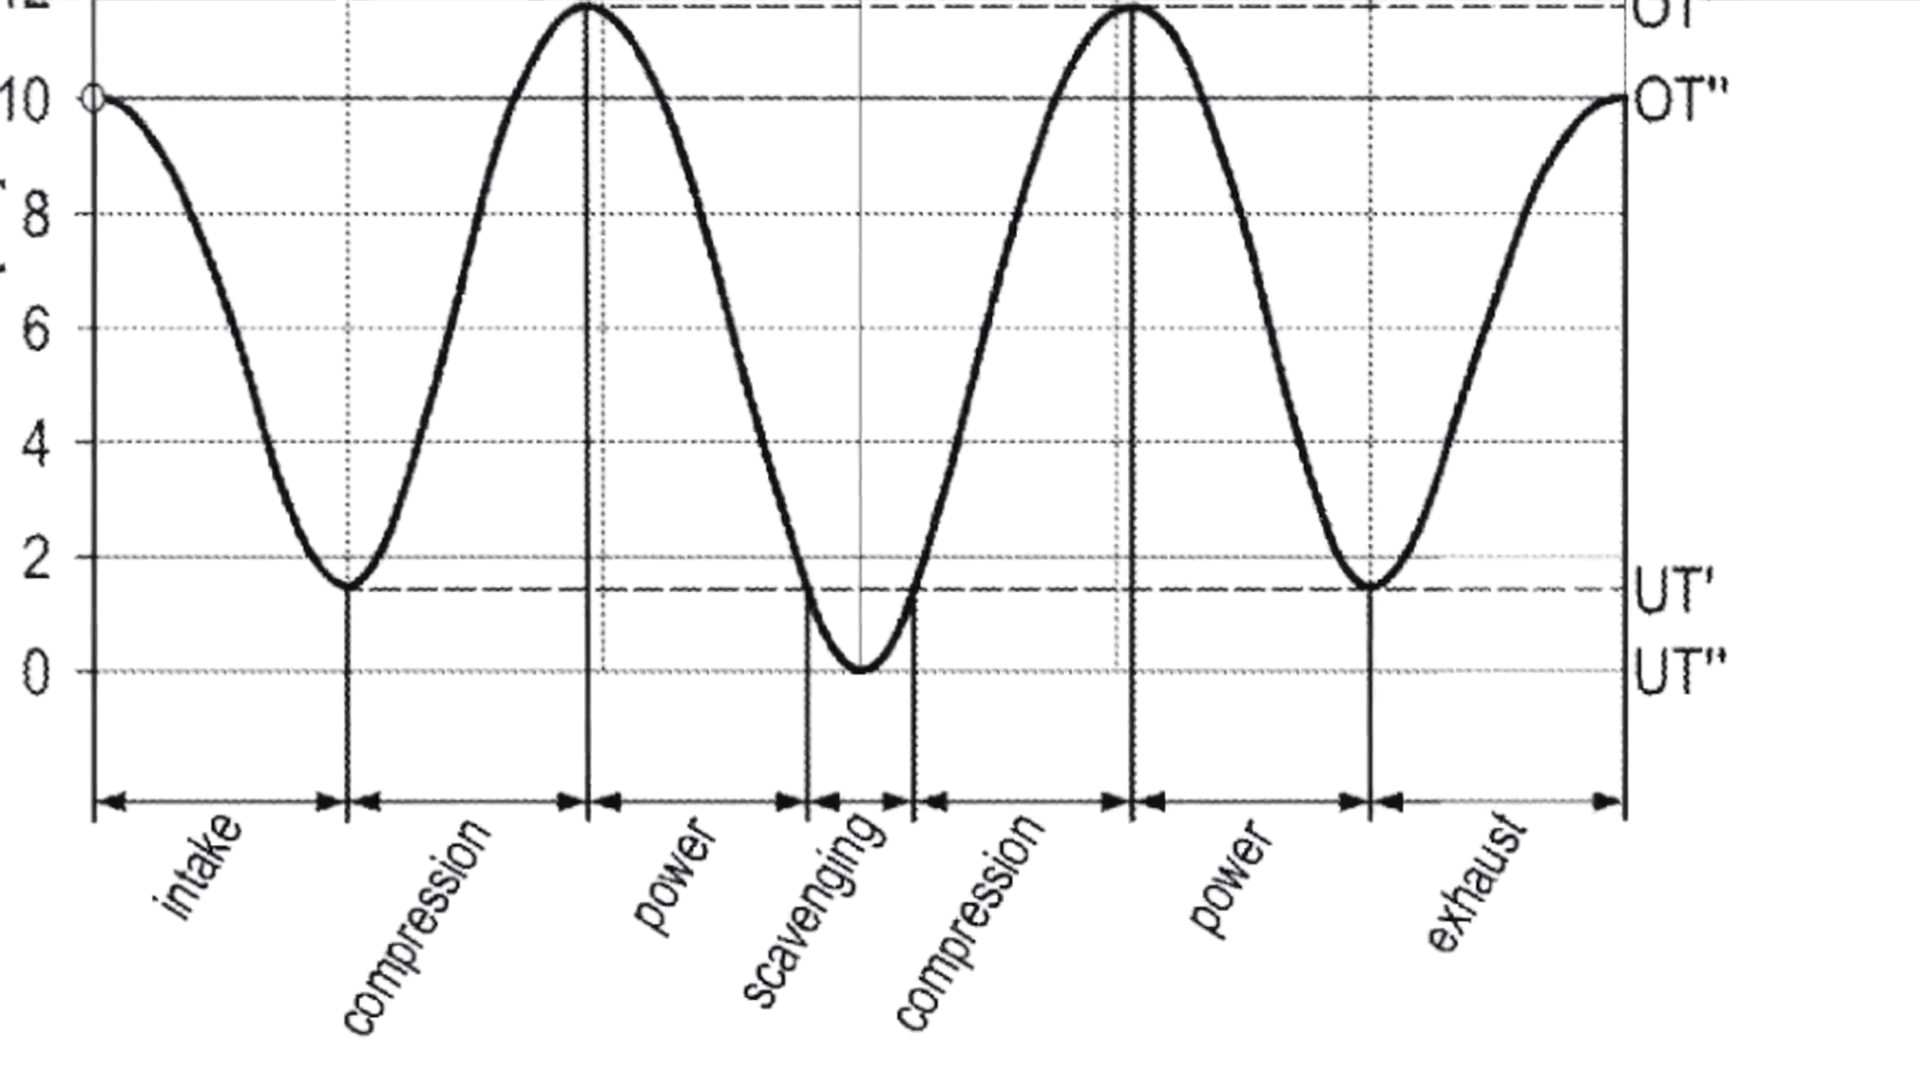 OT"
10
8
6
4
2
0
UT'
UT"
intake
compression
power
scavenging
compression
power
exhaust